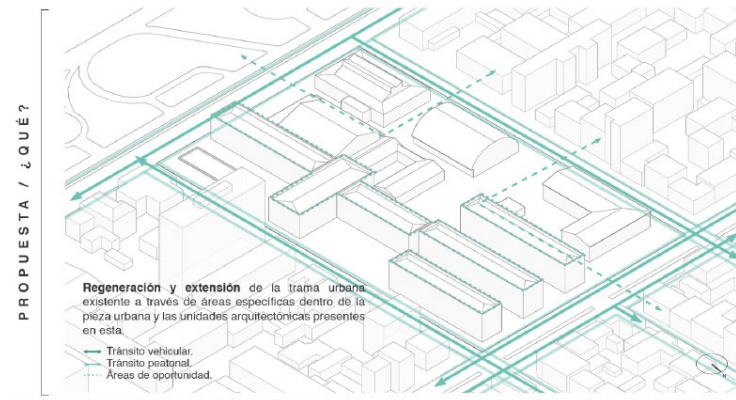 PROPUESTA / ¿QUÉ?
Regeneración y extensión de la trama urbana
existente a través de áreas específicas dentro de la
pieza urbana y las unidades arquitectónicas presentes
en esta.
Tránsito vehicular.
Tránsito peatonal.
Áreas de oportunidad.
N